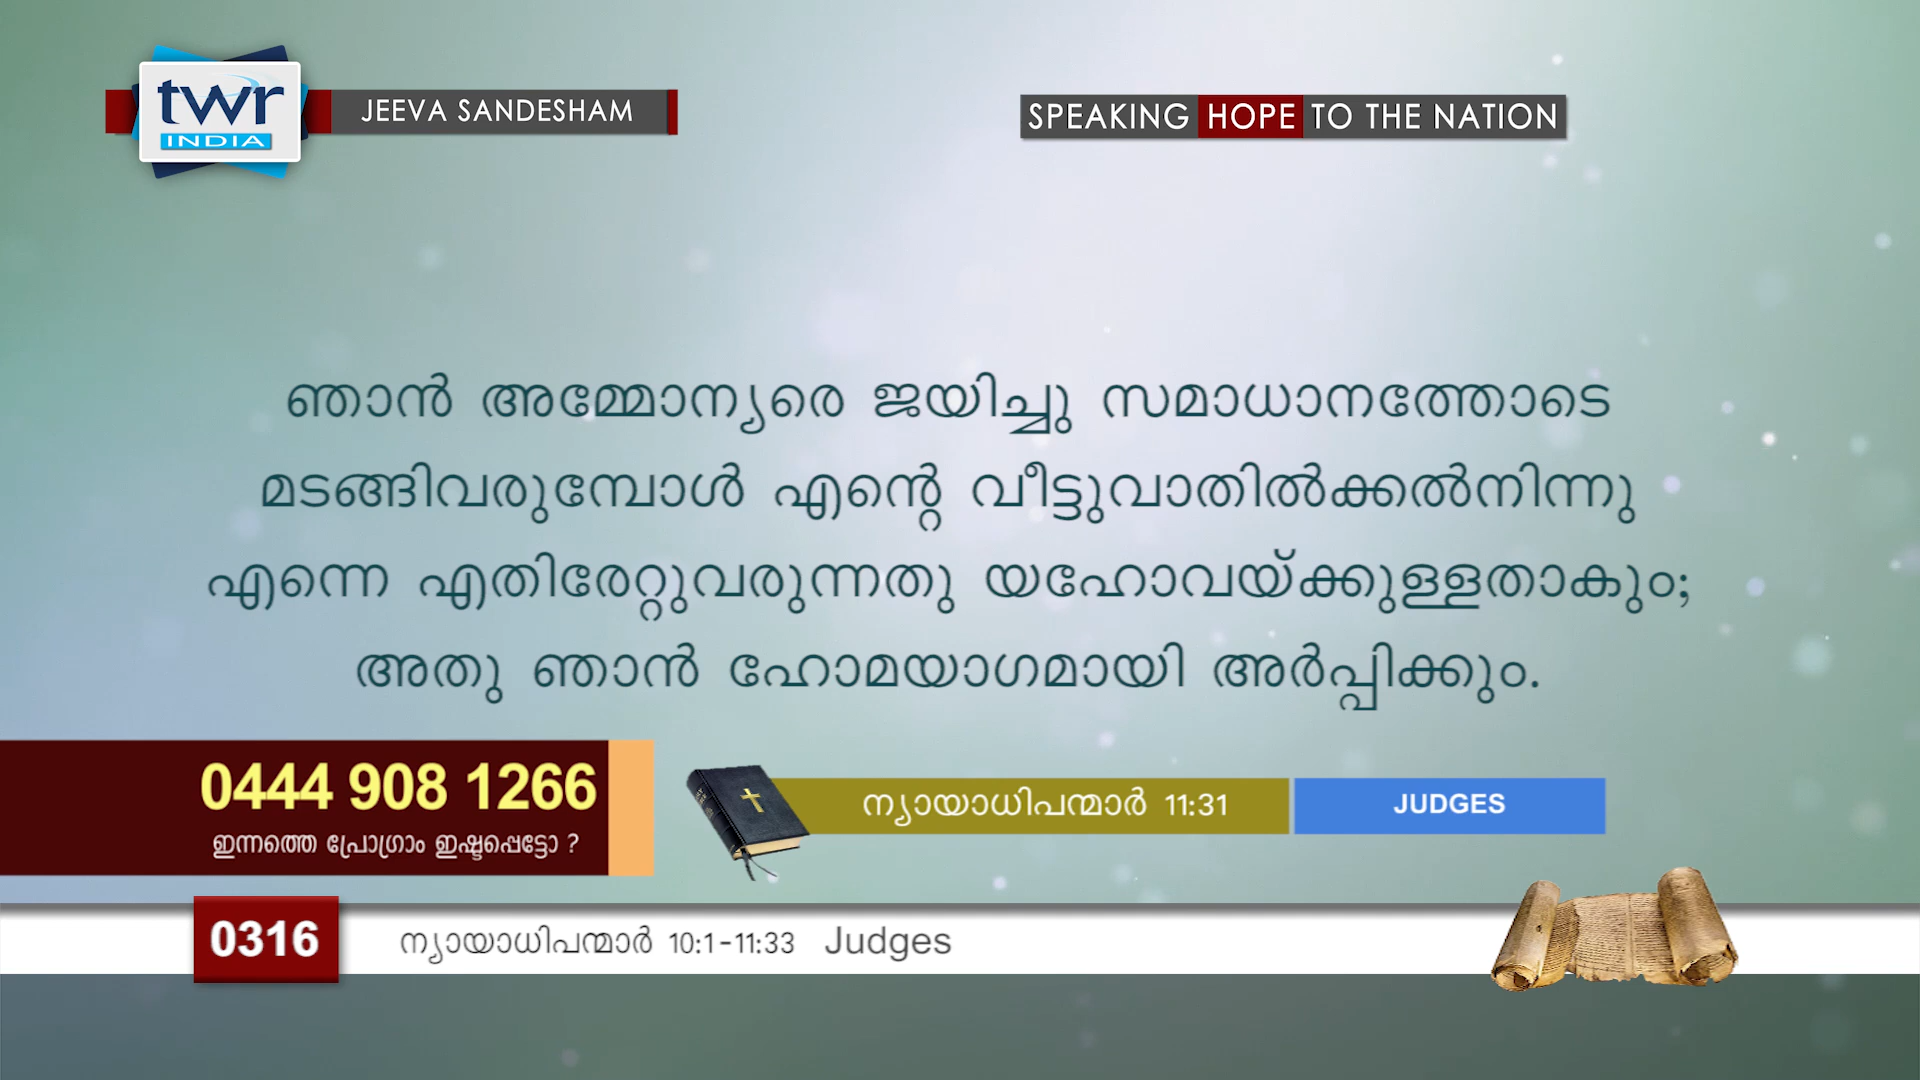 twr
INDIA
JEEVA SANDESHAM
SPEAKING HOPE TO THE NATION
ഞാൻ അമ്മോന്യരെ ജയിച്ചു സമാധാനത്തോടെ
മടങ്ങിവരുമ്പോൾ എന്റെ വീട്ടുവാതിൽക്കൽനിന്നു
എന്നെ എതിരേറ്റുവരുന്നതു യഹോവയ്ക്കുള്ളതാകും;
അതു ഞാൻ ഹോമയാഗമായി അർപ്പിക്കും.
0444 908 1266
ഇന്നത്തെ പ്രോഗ്രാം ഇഷ്ടപ്പെട്ടോ ?
ന്യായാധിപന്മാർ 11:31
JUDGES
0316
ന്യായാധിപന്മാർ 10:1-11:33 Judges